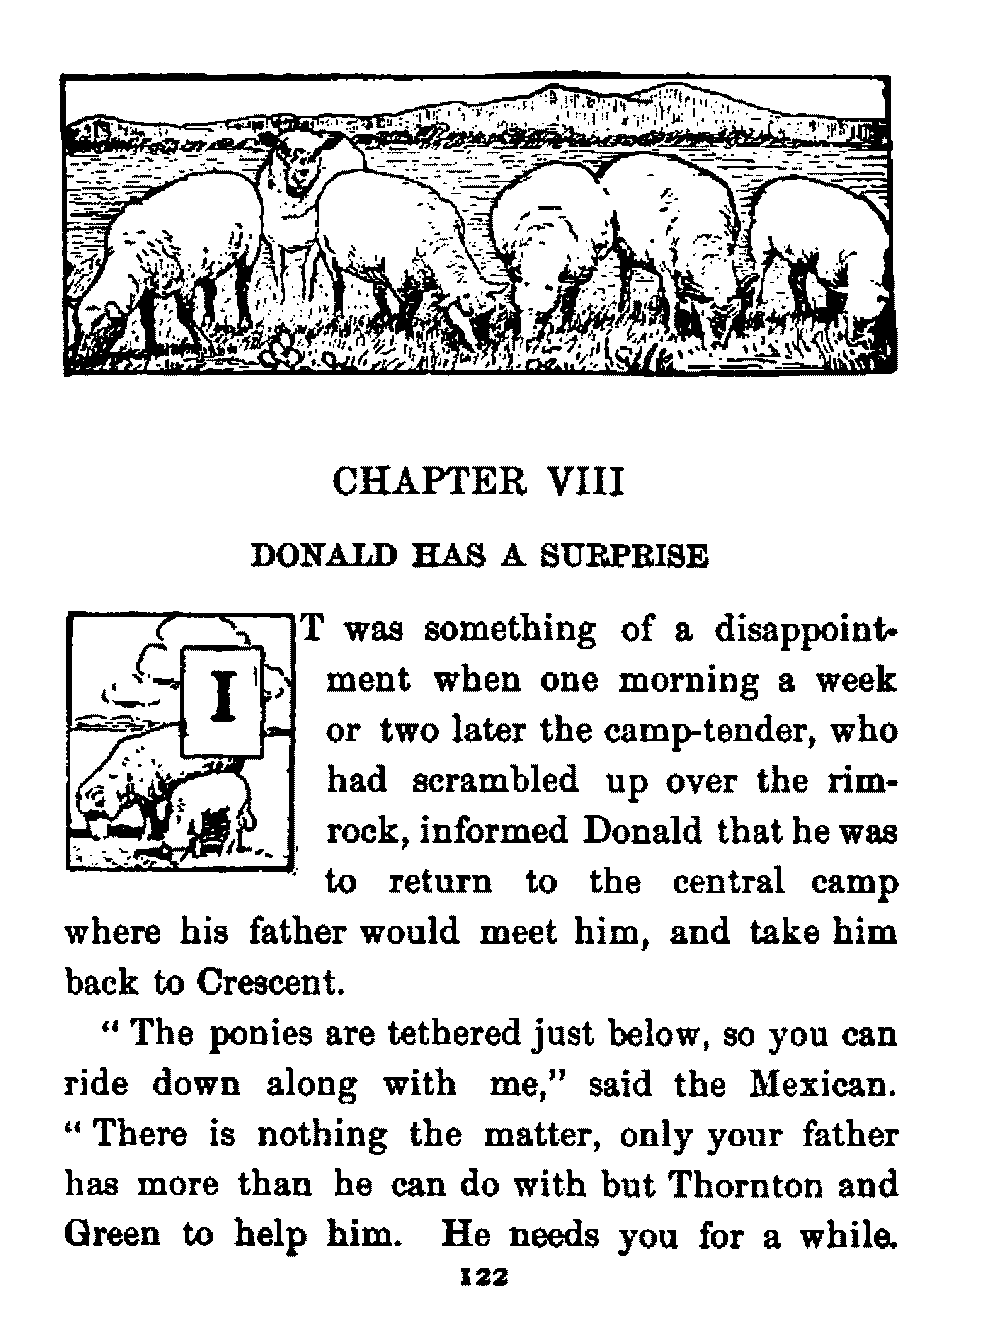 CHAPTER VIII
DONALD HAS A SURPRISE
IT was something of a disappoint-
ment when one morning a week
or two later the camp-tender, who
had scrambled up over the rim-
rock, informed Donald that he was
to return to the central camp
where his father would meet him, and take him
back to Crescent.
" The ponies are tethered just below, so you can
ride down along with me," said the Mexican.
" There is nothing the matter, only your father
has more than he can do with but Thornton and
Green to help him. He needs you for a while.
122